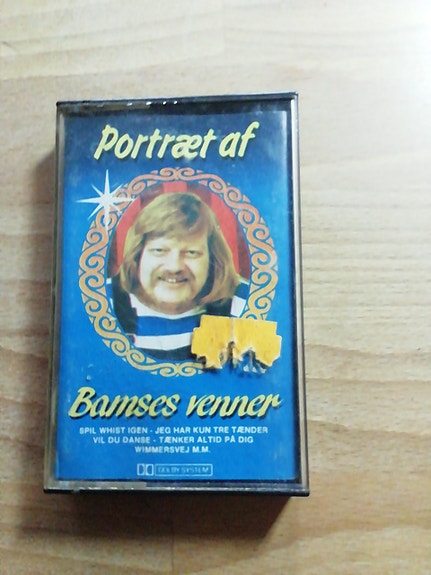 Portræt af
Bamses venner
SPIL WHIST IGEN - JEG HAR KUN TRE TÆNDER
VIL DU DANSE - TÆNKER ALTID PÅ DIG
WIMMERSVEJ M.M.
DOLBY SYSTEM